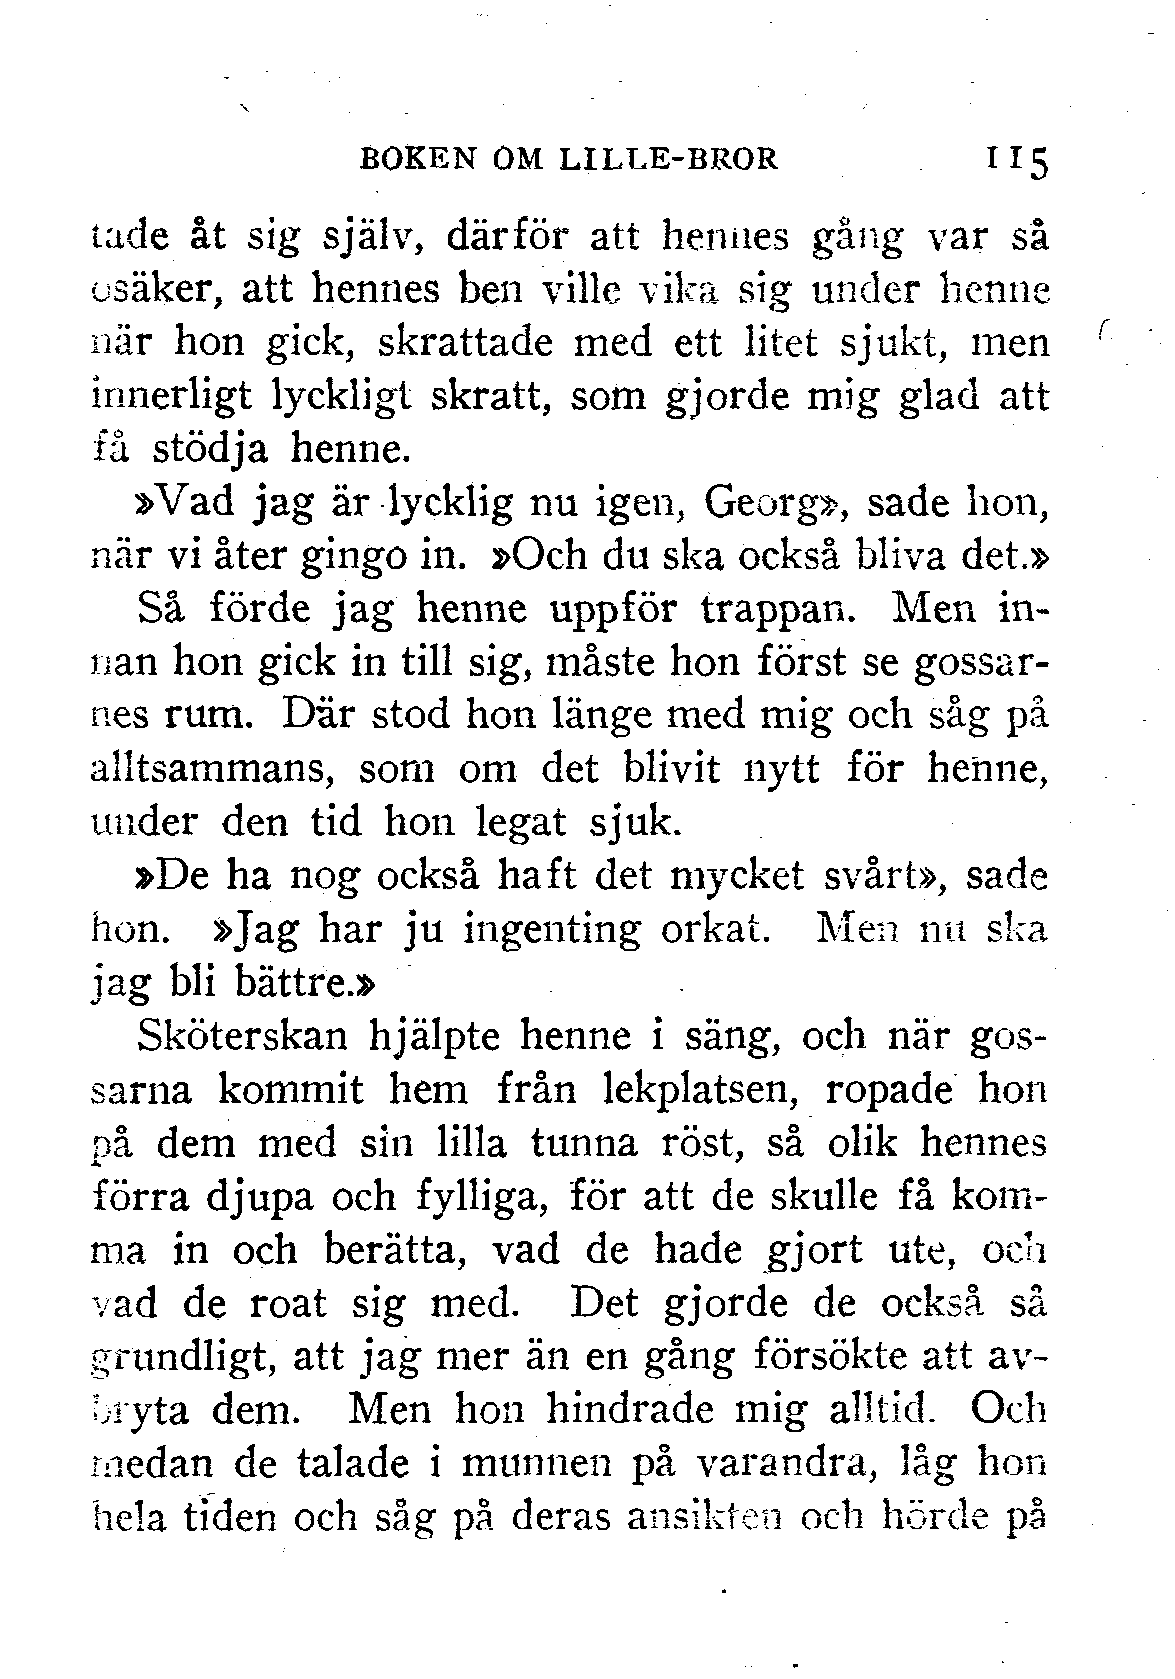 BOKEN OM LILLE-BROR 115
tade åt sig själv, därför att hennes gång var så
osäker, att hennes ben ville vika sig under henne
när hon gick, skrattade med ett litet sjukt, men
innerligt lyckligt skratt, som gjorde mig glad att
få stödja henne.
»Vad jag är lycklig nu igen, Georg», sade hon,
när vi åter gingo in. »Och du ska också bliva det.»
Så förde jag henne uppför trappan. Men in-
nan hon gick in till sig, måste hon först se gossar-
nes rum. Där stod hon länge med mig och såg på
alltsammans, som om det blivit nytt för henne,
under den tid hon legat sjuk.
»De ha nog också haft det mycket svårt», sade
hon. »Jag har ju ingenting orkat. Men nu ska
jag bli bättre.»
Sköterskan hjälpte henne i säng, och när gos-
sarna kommit hem från lekplatsen, ropade hon
på dem med sin lilla tunna röst, så olik hennes
förra djupa och fylliga, för att de skulle få kom-
ma in och berätta, vad de hade gjort ute, och
vad de roat sig med. Det gjorde de också så
grundligt, att jag mer än en gång försökte att av-
bryta dem. Men hon hindrade mig alltid. Och
medan de talade i munnen på varandra, låg hon
hela tiden och såg på deras ansikten och hörde på